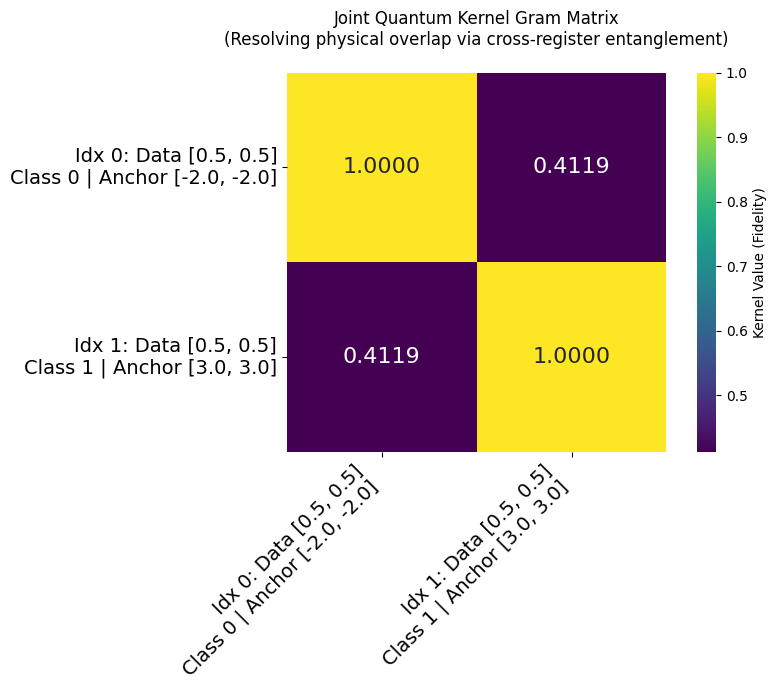 Joint Quantum Kernel Gram Matrix
(Resolving physical overlap via cross-register entanglement)
Idx 0: Data [0.5, 0.5]
Class 0 | Anchor [-2.0, -2.0]
1.0000
0.4119
Idx 1: Data [0.5, 0.5]
Class 1 | Anchor [3.0, 3.0]
0.4119
1.0000
Idx 0: Data [0.5, 0.5]
Class 0 | Anchor [-2.0, -2.0]
Idx 1: Data [0.5, 0.5]
Class 1 | Anchor [3.0, 3.0]
1.0
0.9
0.8
0.7
0.6
0.5
Kernel Value (Fidelity)